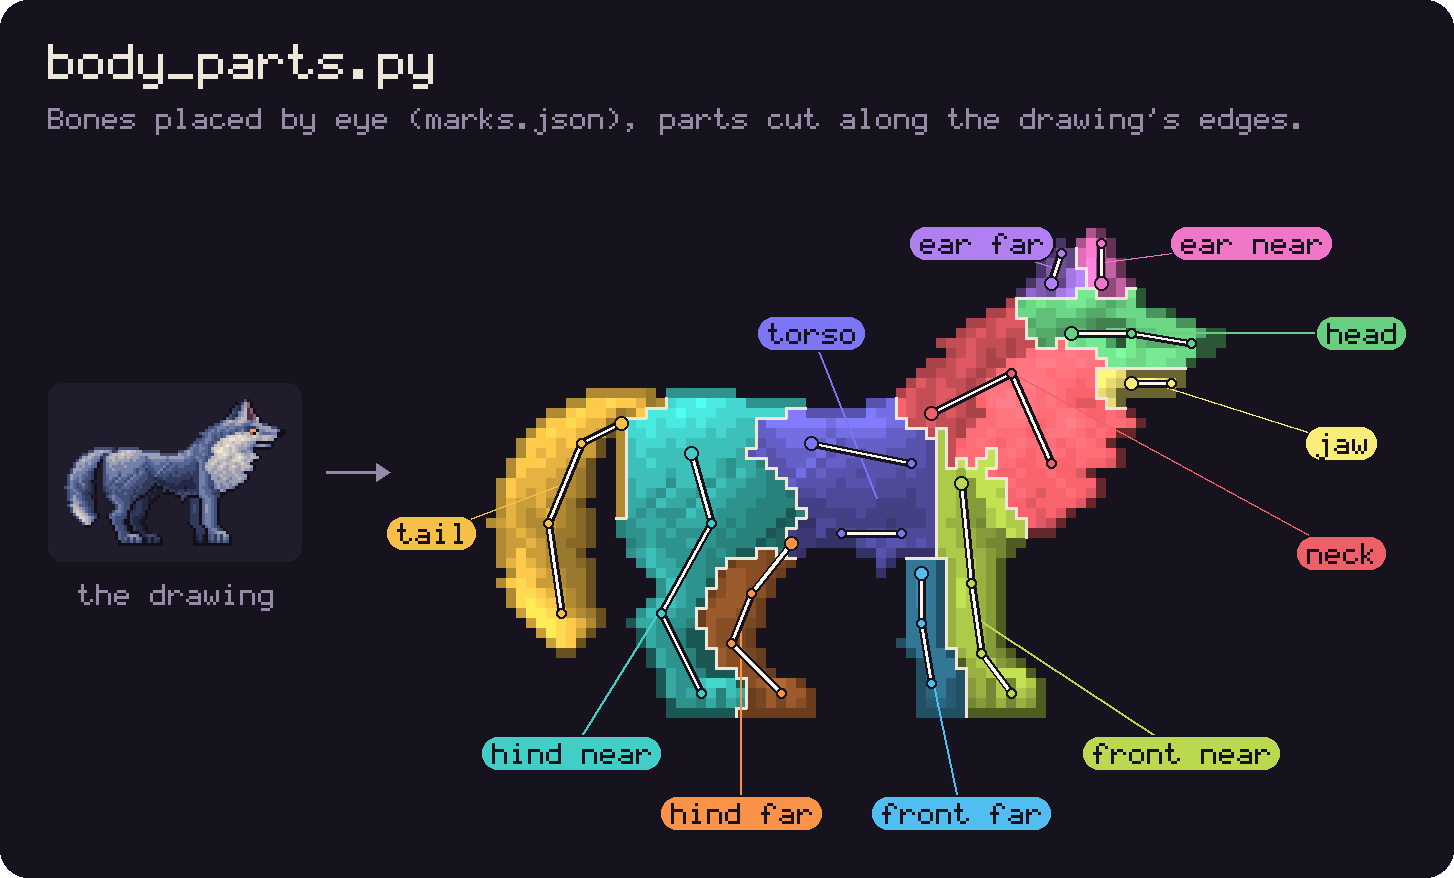 body_parts.py
Bones placed by eye (marks.json), parts cut along the drawing's edges.
ear far
ear near
torso
head
jaw
tail
neck
the drawing
hind near
front near
hind far
front far